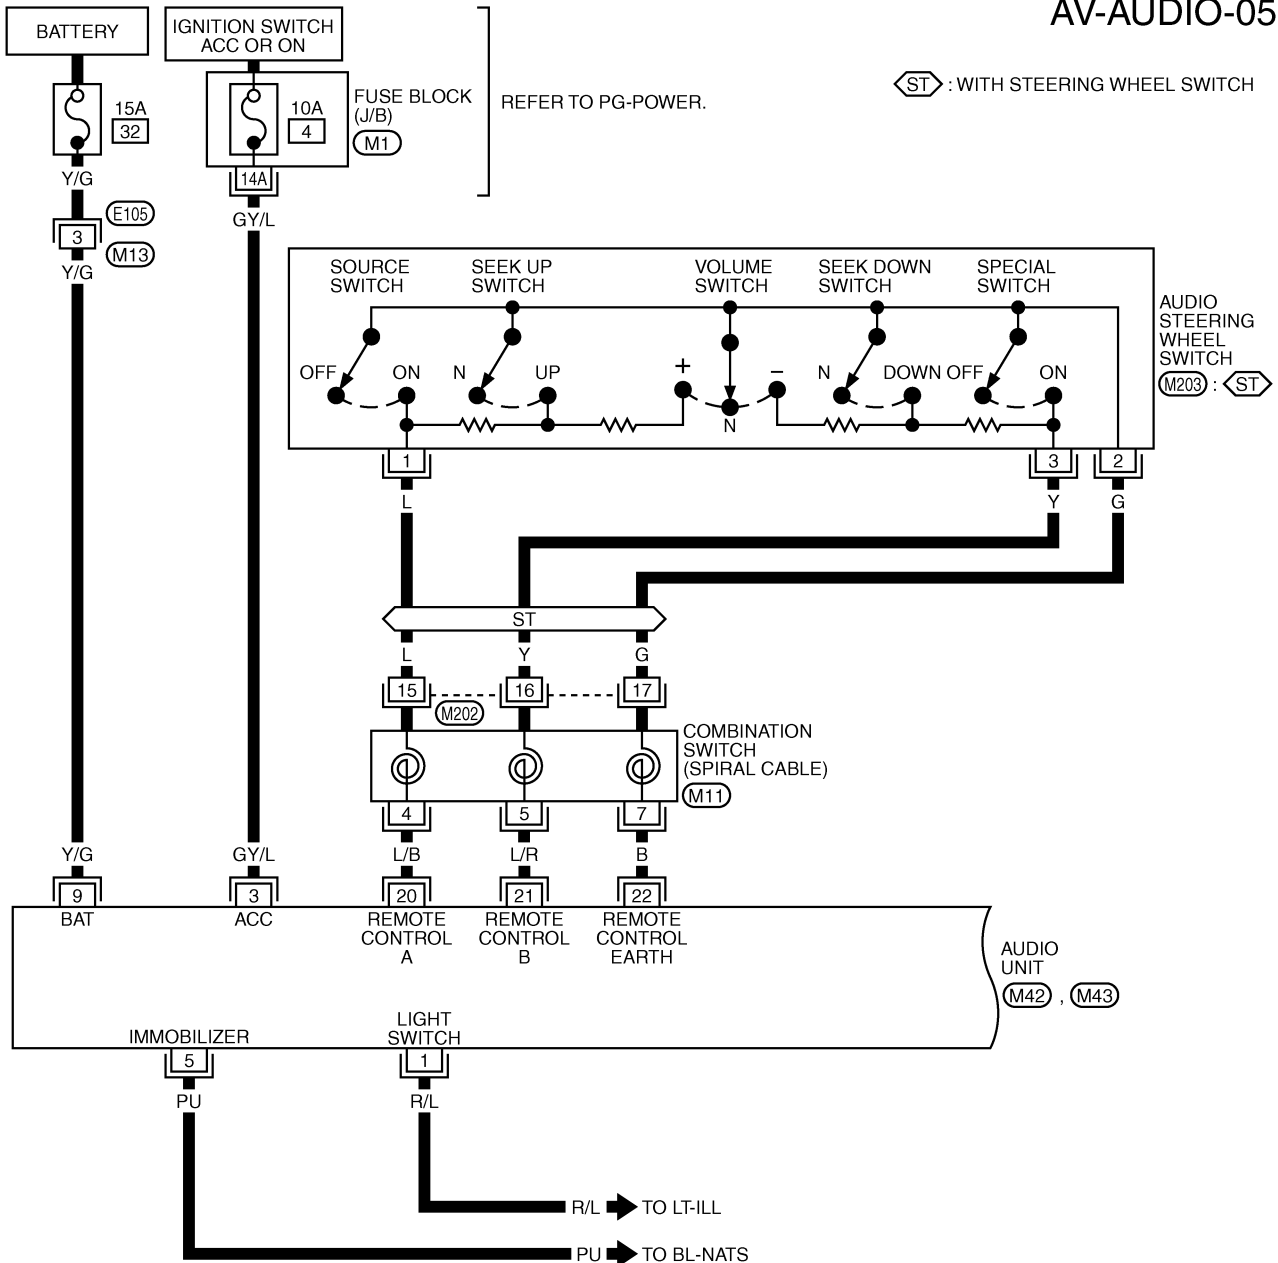 AV-AUDIO-05
BATTERY
IGNITION SWITCH
ACC OR ON
15A
32
10A
4
FUSE BLOCK
(J/B)
M1
REFER TO PG-POWER.
ST : WITH STEERING WHEEL SWITCH
14A
Y/G
GY/L
E105
3
M13
Y/G
SOURCE
SWITCH
SEEK UP
SWITCH
VOLUME
SWITCH
SEEK DOWN
SWITCH
SPECIAL
SWITCH
OFF ON N UP + − N DOWN OFF ON
N
AUDIO
STEERING
WHEEL
SWITCH
M203 : ST
1 3 2
L Y G
ST
L Y G
15 16 17
M202
COMBINATION
SWITCH
(SPIRAL CABLE)
M11
4 5 7
Y/G GY/L L/B L/R B
9 3 20 21 22
BAT
ACC
REMOTE
CONTROL
A
REMOTE
CONTROL
B
REMOTE
CONTROL
EARTH
AUDIO
UNIT
M42 , M43
IMMOBILIZER
LIGHT
SWITCH
5 1
PU R/L
R/L TO LT-ILL
PU TO BL-NATS